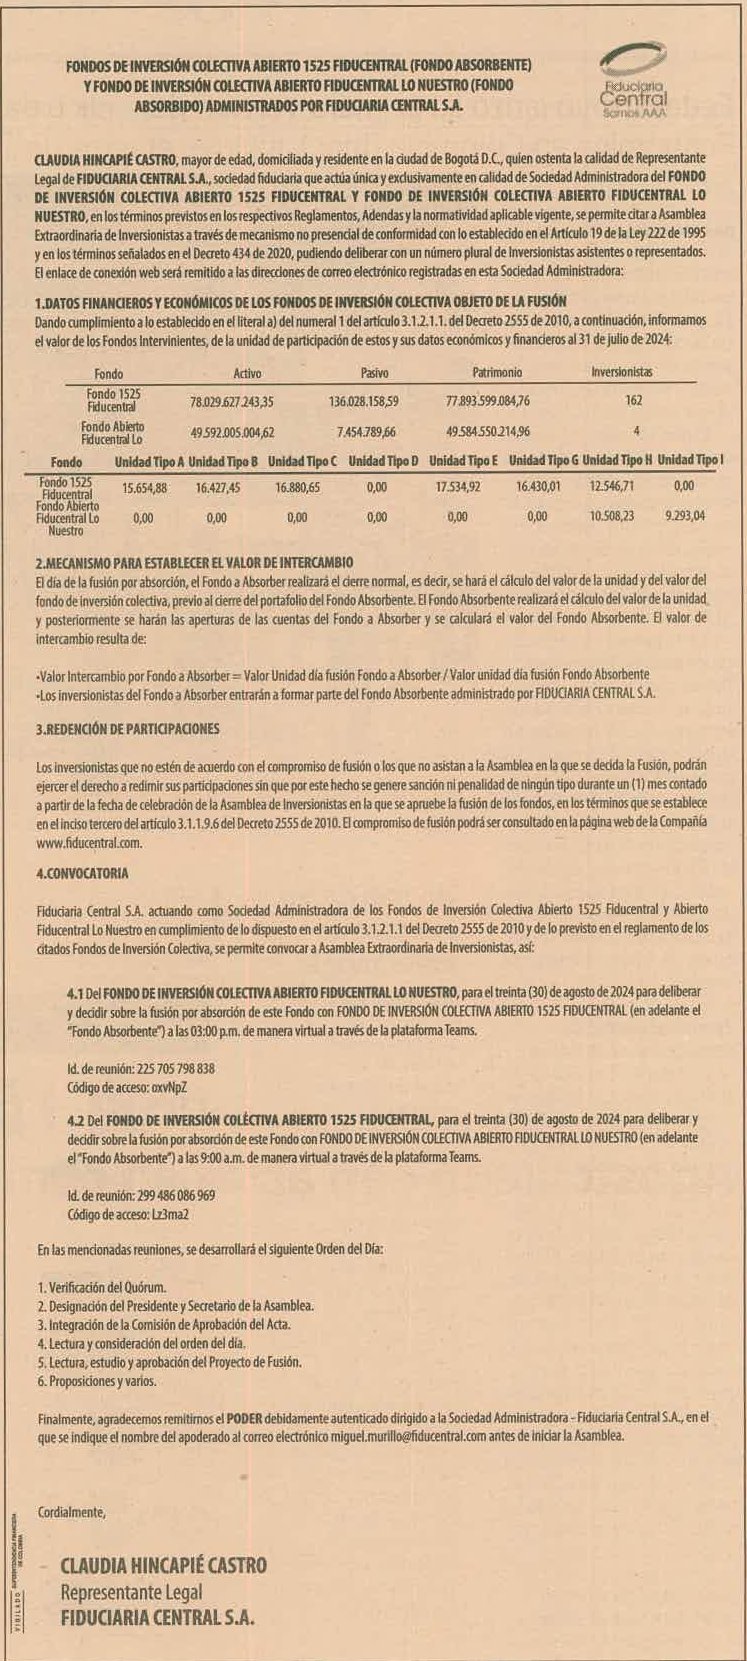 FONDOS DE INVERSIÓN COLECTIVA ABIERTO 1525 FIDUCENTRAL (FONDO ABSORBENTE)
Y FONDO DE INVERSIÓN COLECTIVA ABIERTO FIDUCENTRAL LO NUESTRO (FONDO
ABSORBIDO) ADMINISTRADOS POR FIDUCIARIA CENTRAL S.A.
Fiduciaria
Central
Somos AAA
CLAUDIA HINCAPIÉ CASTRO, mayor de edad, domiciliada y residente en la ciudad de Bogotá D.C., quien ostenta la calidad de Representante
Legal de FIDUCIARIA CENTRAL S.A., sociedad fiduciaria que actúa única y exclusivamente en calidad de Sociedad Administradora del FONDO
DE INVERSIÓN COLECTIVA ABIERTO 1525 FIDUCENTRAL Y FONDO DE INVERSIÓN COLECTIVA ABIERTO FIDUCENTRAL LO
NUESTRO, en los términos previstos en los respectivos Reglamentos, Adendas y la normatividad aplicable vigente, se permite citar a Asamblea
Extraordinaria de Inversionistas a través de mecanismo no presencial de conformidad con lo establecido en el Artículo 19 de la Ley 222 de 1995
y en los términos señalados en el Decreto 434 de 2020, pudiendo deliberar con un número plural de Inversionistas asistentes o representados.
El enlace de conexión web será remitido a las direcciones de correo electrónico registradas en esta Sociedad Administradora:
1.DATOS FINANCIEROS Y ECONÓMICOS DE LOS FONDOS DE INVERSIÓN COLECTIVA OBJETO DE LA FUSIÓN
Dando cumplimiento a lo establecido en el literal a) del numeral 1 del artículo 3.1.2.1.1. del Decreto 2555 de 2010, a continuación, informamos
el valor de los Fondos Intervinientes, de la unidad de participación de estos y sus datos económicos y financieros al 31 de julio de 2024:
Fondo Activo Pasivo Patrimonio Inversionistas
Fondo 1525
Fiducentral 78.029.627.243,35 136.028.158,59 77.893.599.084,76 162
Fondo Abierto
Fiducentral Lo 49.592.005.004,62 7.454.789,66 49.584.550.214,96 4
Fondo Unidad Tipo A Unidad Tipo B Unidad Tipo C Unidad Tipo D Unidad Tipo E Unidad Tipo G Unidad Tipo H Unidad Tipo I
Fondo 1525
Fiducentral 15.654,88 16.427,45 16.880,65 0,00 17.534,92 16.430,01 12.546,71 0,00
Fondo Abierto
Fiducentral Lo 0,00 0,00 0,00 0,00 0,00 0,00 10.508,23 9.293,04
Nuestro
2.MECANISMO PARA ESTABLECER EL VALOR DE INTERCAMBIO
El día de la fusión por absorción, el Fondo a Absorber realizará el cierre normal, es decir, se hará el cálculo del valor de la unidad y del valor del
fondo de inversión colectiva, previo al cierre del portafolio del Fondo Absorbente. El Fondo Absorbente realizará el cálculo del valor de la unidad
y posteriormente se harán las aperturas de las cuentas del Fondo a Absorber y se calculará el valor del Fondo Absorbente. El valor de
intercambio resulta de:
•Valor Intercambio por Fondo a Absorber = Valor Unidad día fusión Fondo a Absorber / Valor unidad día fusión Fondo Absorbente
•Los inversionistas del Fondo a Absorber entrarán a formar parte del Fondo Absorbente administrado por FIDUCIARIA CENTRAL S.A.
3.REDENCIÓN DE PARTICIPACIONES
Los inversionistas que no estén de acuerdo con el compromiso de fusión o los que no asistan a la Asamblea en la que se decida la Fusión, podrán
ejercer el derecho a redimir sus participaciones sin que por este hecho se genere sanción ni penalidad de ningún tipo durante un (1) mes contado
a partir de la fecha de celebración de la Asamblea de Inversionistas en la que se apruebe la fusión de los fondos, en los términos que se establece
en el inciso tercero del artículo 3.1.1.9.6 del Decreto 2555 de 2010. El compromiso de fusión podrá ser consultado en la página web de la Compañía
www.fiducentral.com.
4.CONVOCATORIA
Fiduciaria Central S.A. actuando como Sociedad Administradora de los Fondos de Inversión Colectiva Abierto 1525 Fiducentral y Abierto
Fiducentral Lo Nuestro en cumplimiento de lo dispuesto en el artículo 3.1.2.1.1 del Decreto 2555 de 2010 y de lo previsto en el reglamento de los
citados Fondos de Inversión Colectiva, se permite convocar a Asamblea Extraordinaria de Inversionistas, así:
4.1 Del FONDO DE INVERSIÓN COLECTIVA ABIERTO FIDUCENTRAL LO NUESTRO, para el treinta (30) de agosto de 2024 para deliberar
y decidir sobre la fusión por absorción de este Fondo con FONDO DE INVERSIÓN COLECTIVA ABIERTO 1525 FIDUCENTRAL (en adelante el
"Fondo Absorbente") a las 03:00 p.m. de manera virtual a través de la plataforma Teams.
Id. de reunión: 225 705 798 838
Código de acceso: oxvNpZ
4.2 Del FONDO DE INVERSIÓN COLÉCTIVA ABIERTO 1525 FIDUCENTRAL, para el treinta (30) de agosto de 2024 para deliberar y
decidir sobre la fusión por absorción de este Fondo con FONDO DE INVERSIÓN COLECTIVA ABIERTO FIDUCENTRAL LO NUESTRO (en adelante
el "Fondo Absorbente") a las 9:00 a.m. de manera virtual a través de la plataforma Teams.
Id. de reunión: 299 486 086 969
Código de acceso: Lz3ma2
En las mencionadas reuniones, se desarrollará el siguiente Orden del Día:
1. Verificación del Quórum.
2. Designación del Presidente y Secretario de la Asamblea.
3. Integración de la Comisión de Aprobación del Acta.
4. Lectura y consideración del orden del día.
5. Lectura, estudio y aprobación del Proyecto de Fusión.
6. Proposiciones y varios.
Finalmente, agradecemos remitirnos el PODER debidamente autenticado dirigido a la Sociedad Administradora - Fiduciaria Central S.A., en el
que se indique el nombre del apoderado al correo electrónico miguel.murillo@fiducentral.com antes de iniciar la Asamblea.
Cordialmente,
CLAUDIA HINCAPIÉ CASTRO
Representante Legal
FIDUCIARIA CENTRAL S.A.
VIGILADO SUPERINTENDENCIA FINANCIERA
DE COLOMBIA